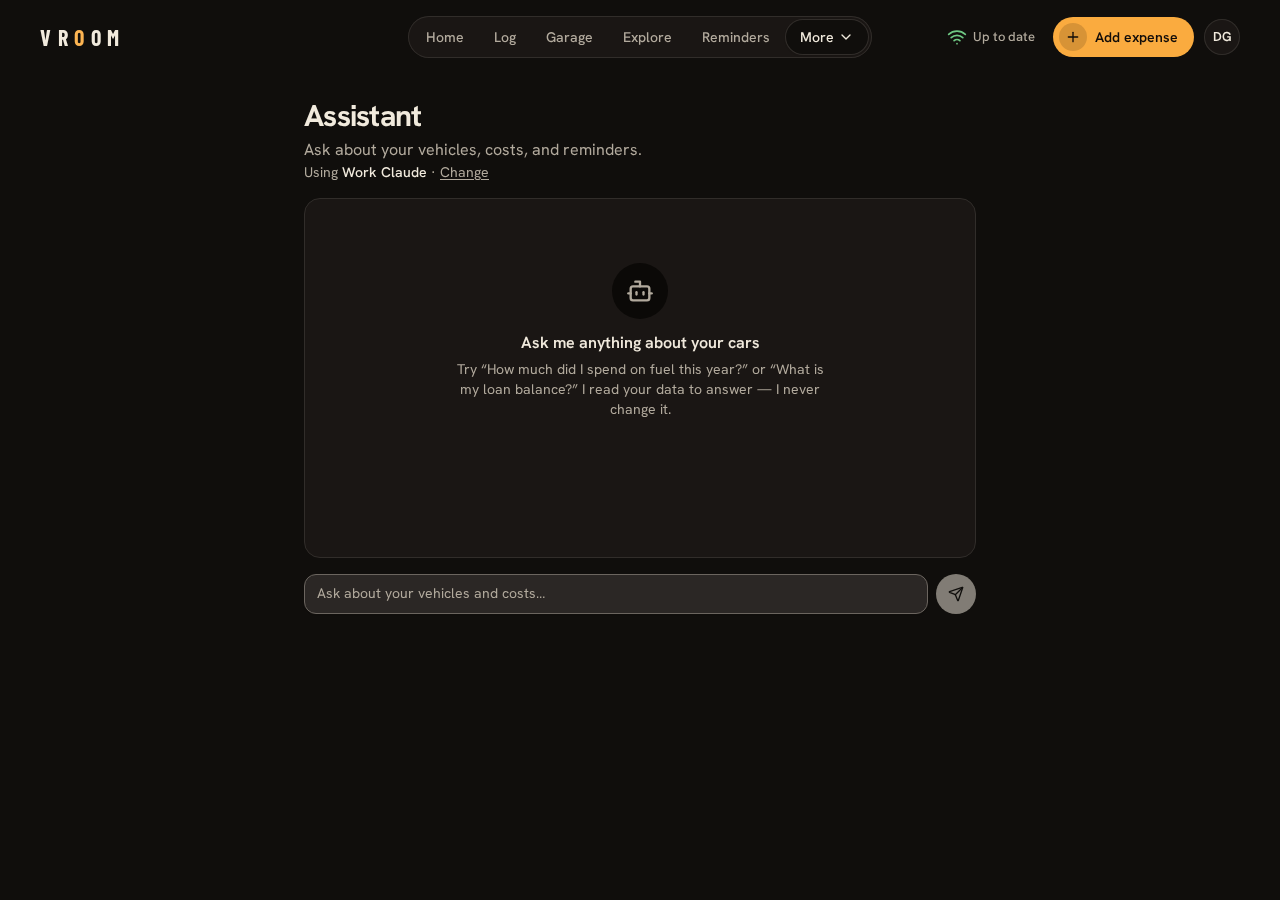 VROOM
Home
Log
Garage
Explore
Reminders
More
Up to date
Add expense
DG
Assistant
Ask about your vehicles, costs, and reminders.
Using Work Claude · Change
Ask me anything about your cars
Try “How much did I spend on fuel this year?” or “What is
my loan balance?” I read your data to answer — I never
change it.
Ask about your vehicles and costs...